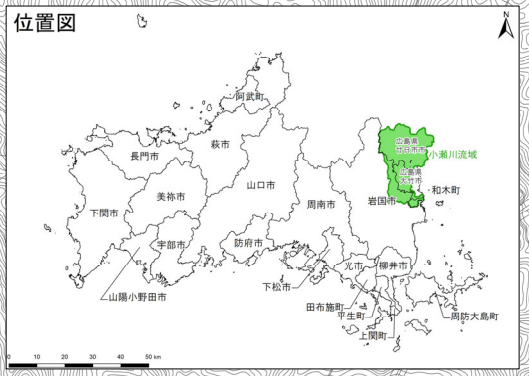 位置図
N
阿武町
萩市
長門市
広島県
廿日市市
小瀬川流域
広島県
大竹市
美祢市
山口市
和木町
下関市
周南市
岩国市
宇部市
防府市
光市
柳井市
下松市
山陽小野田市
田布施町
平生町
周防大島町
上関町
0 10 20 30 40 50 km